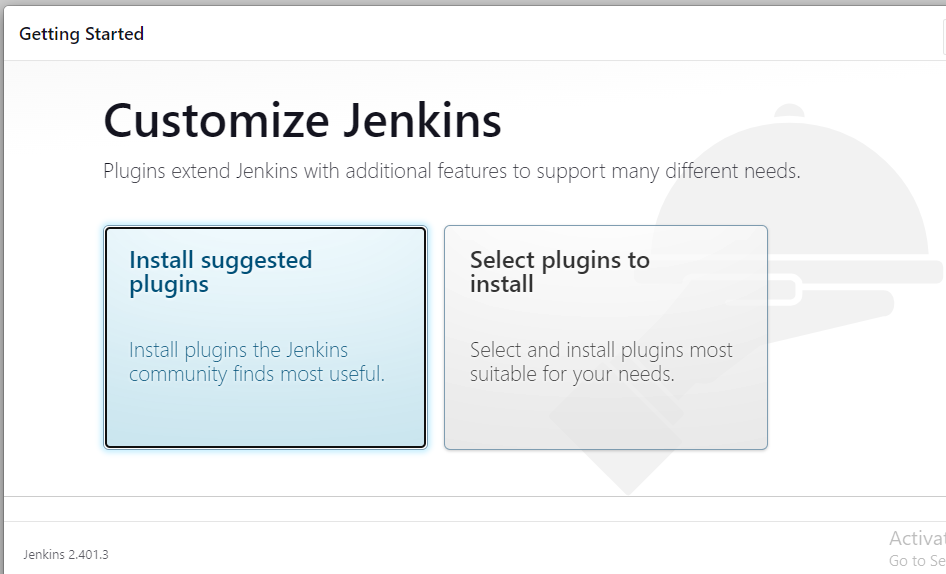 Getting Started
Customize Jenkins
Plugins extend Jenkins with additional features to support many different needs.
Install suggested
plugins
Install plugins the Jenkins
community finds most useful.
Select plugins to
install
Select and install plugins most
suitable for your needs.
Jenkins 2.401.3
Activat
Go to Se